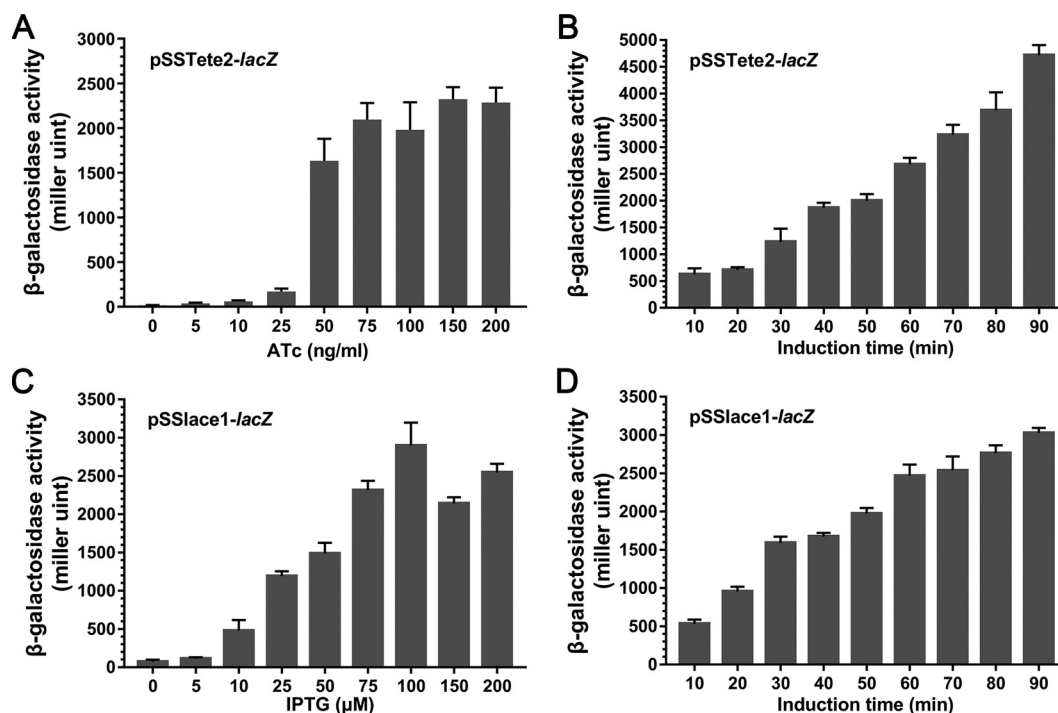 A
pSSTete2-lacZ
β-galactosidase activity
(miller uint)
3000
2500
2000
1500
1000
500
0
0 5 10 25 50 75 100 150 200
ATc (ng/ml)
B
pSSTete2-lacZ
β-galactosidase activity
(miller uint)
5000
4500
4000
3500
3000
2500
2000
1500
1000
500
0
10 20 30 40 50 60 70 80 90
Induction time (min)
C
pSSlace1-lacZ
β-galactosidase activity
(miller uint)
3500
3000
2500
2000
1500
1000
500
0
0 5 10 25 50 75 100 150 200
IPTG (μM)
D
pSSlace1-lacZ
β-galactosidase activity
(miller uint)
3500
3000
2500
2000
1500
1000
500
0
10 20 30 40 50 60 70 80 90
Induction time (min)